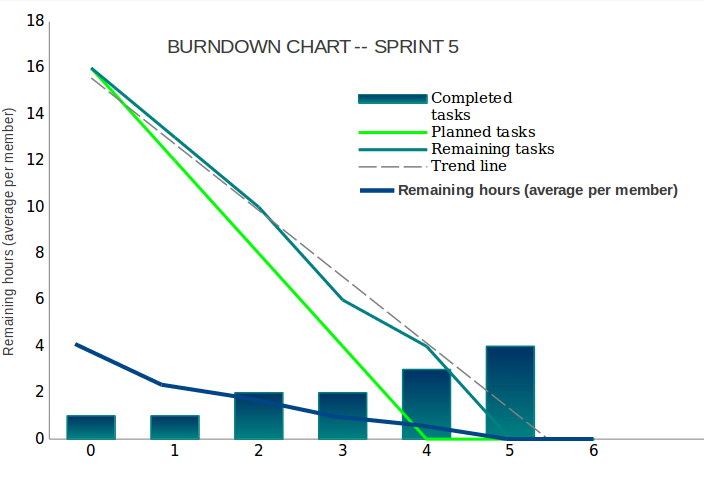 BURNDOWN CHART -- SPRINT 5
Remaining hours (average per member)
18
16
14
12
10
8
6
4
2
0
Completed
tasks
Planned tasks
Remaining tasks
Trend line
Remaining hours (average per member)
0 1 2 3 4 5 6